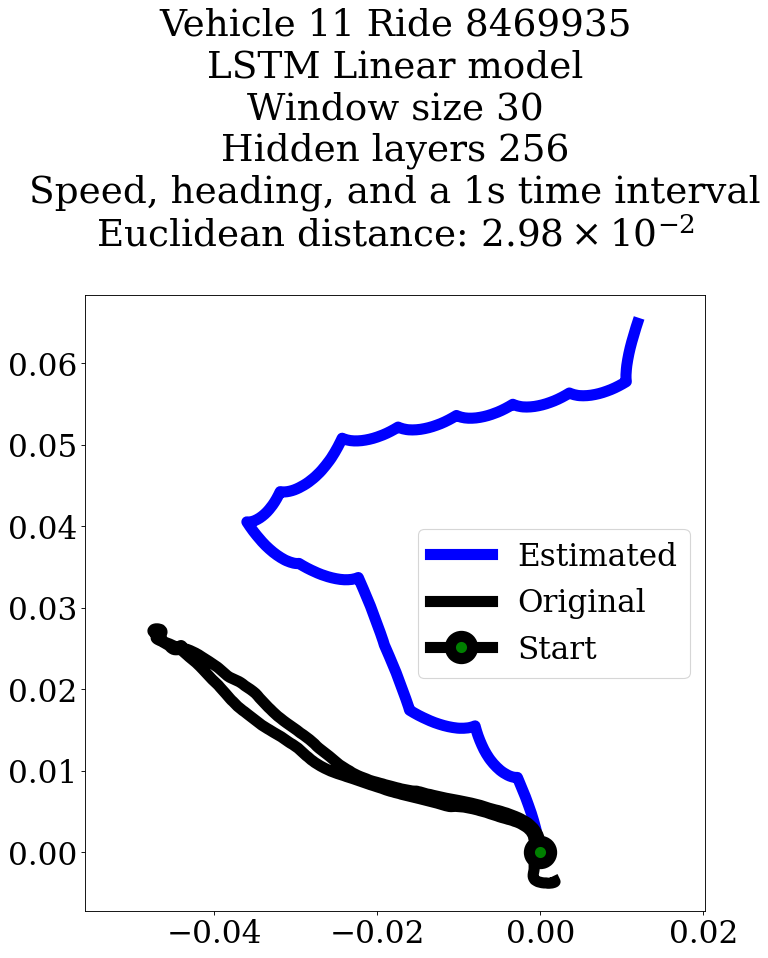 Vehicle 11 Ride 8469935
LSTM Linear model
Window size 30
Hidden layers 256
Speed, heading, and a 1s time interval
Euclidean distance: 2.98 × 10⁻²
0.06
0.05
0.04
0.03
0.02
0.01
0.00
Estimated
Original
Start
−0.04
−0.02
0.00
0.02